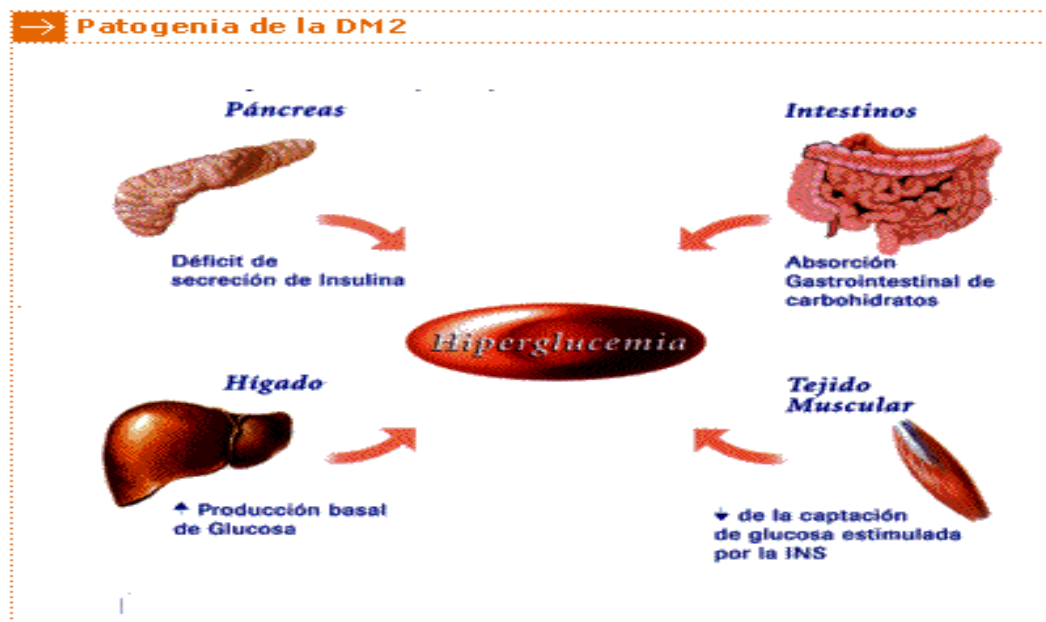 Patogenia de la DM2
Páncreas
Déficit de
secreción de Insulina
Intestinos
Absorción
Gastrointestinal de
carbohidratos
Hiperglucemia
Hígado
↑ Producción basal
de Glucosa
Tejido
Muscular
↓ de la captación
de glucosa estimulada
por la INS